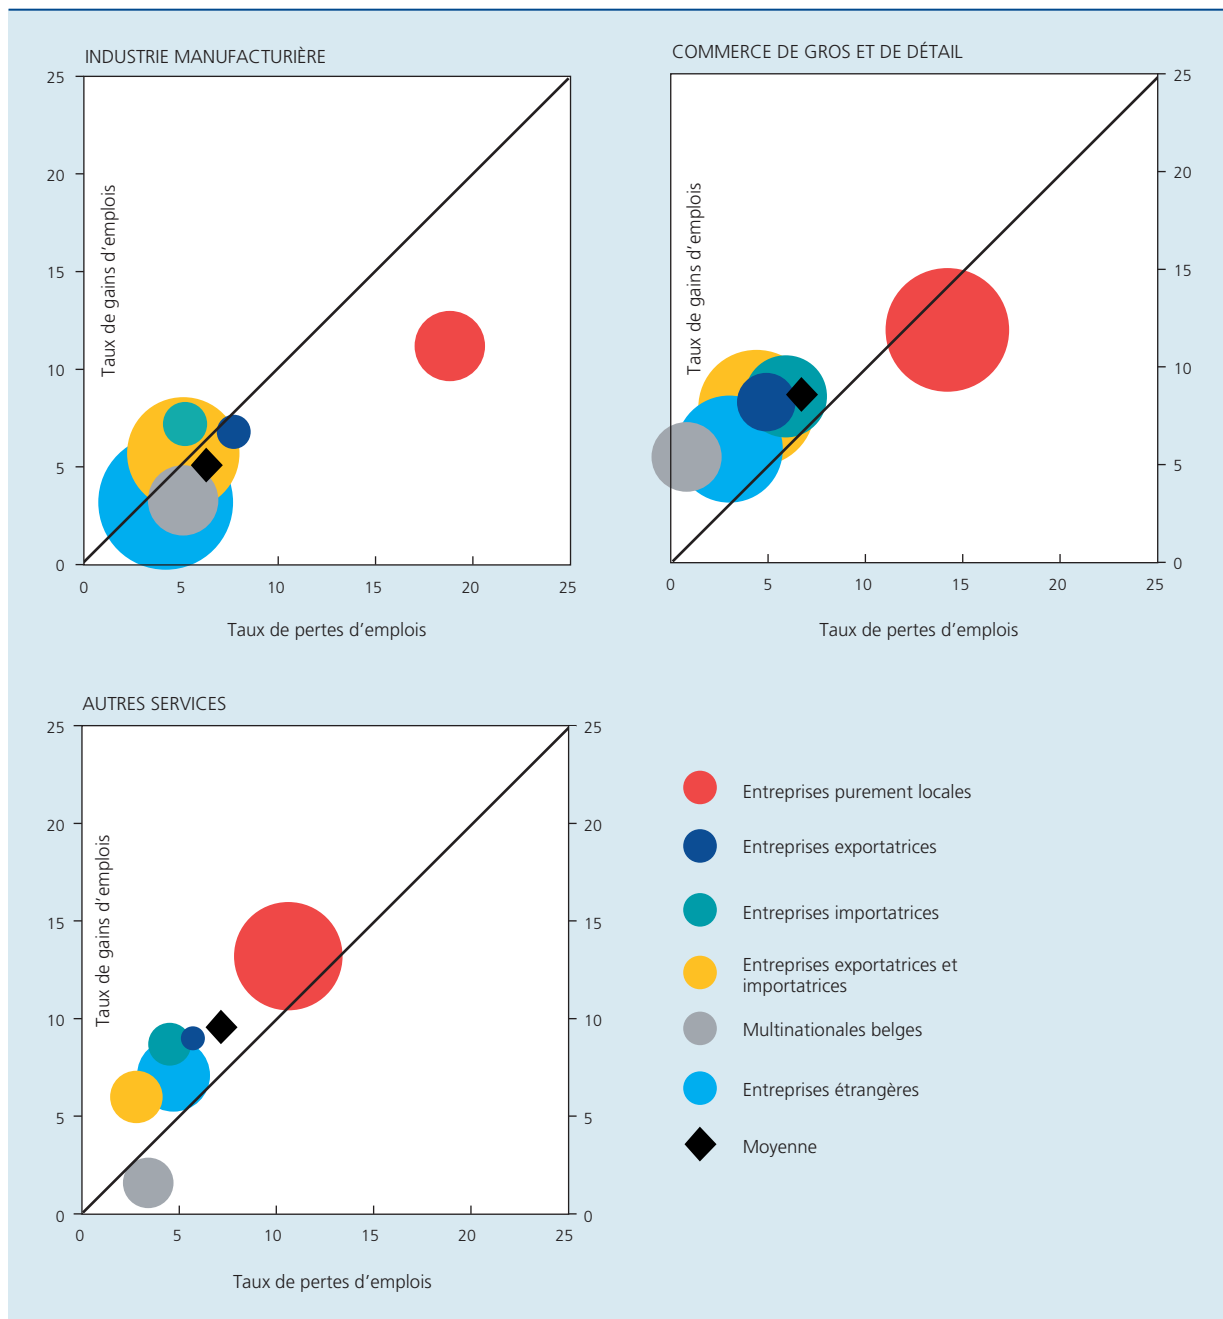 INDUSTRIE MANUFACTURIÈRE
25
20
15
10
5
0
Taux de gains d’emplois
0 5 10 15 20 25
Taux de pertes d’emplois
COMMERCE DE GROS ET DE DÉTAIL
25
20
15
10
5
0
Taux de gains d’emplois
0 5 10 15 20 25
Taux de pertes d’emplois
AUTRES SERVICES
25 25
20 20
15 15
10 10
5 5
0 0
Taux de gains d’emplois
0 5 10 15 20 25
Taux de pertes d’emplois
Entreprises purement locales
Entreprises exportatrices
Entreprises importatrices
Entreprises exportatrices et
importatrices
Multinationales belges
Entreprises étrangères
Moyenne